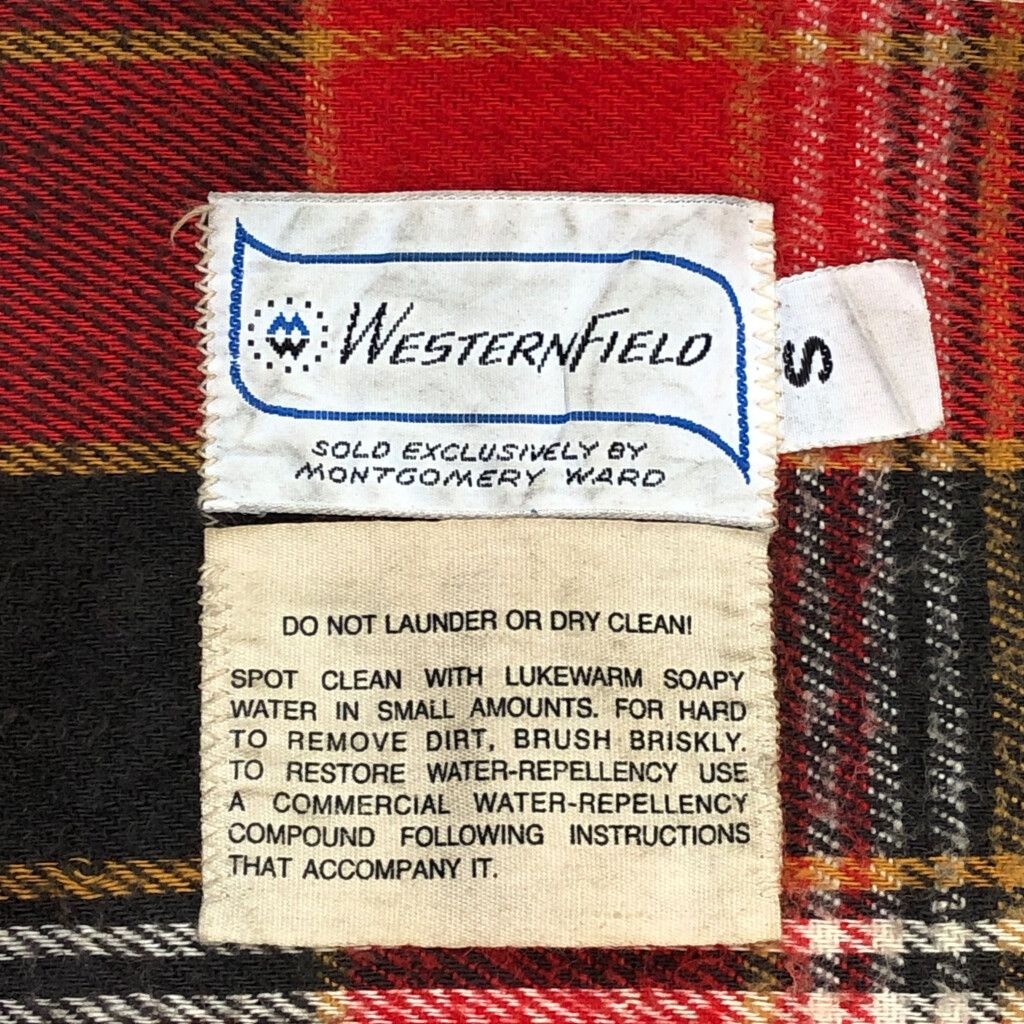 MW WESTERNFIELD
S
SOLD EXCLUSIVELY BY
MONTGOMERY WARD
DO NOT LAUNDER OR DRY CLEAN!
SPOT CLEAN WITH LUKEWARM SOAPY
WATER IN SMALL AMOUNTS. FOR HARD
TO REMOVE DIRT, BRUSH BRISKLY.
TO RESTORE WATER-REPELLENCY USE
A COMMERCIAL WATER-REPELLENCY
COMPOUND FOLLOWING INSTRUCTIONS
THAT ACCOMPANY IT.